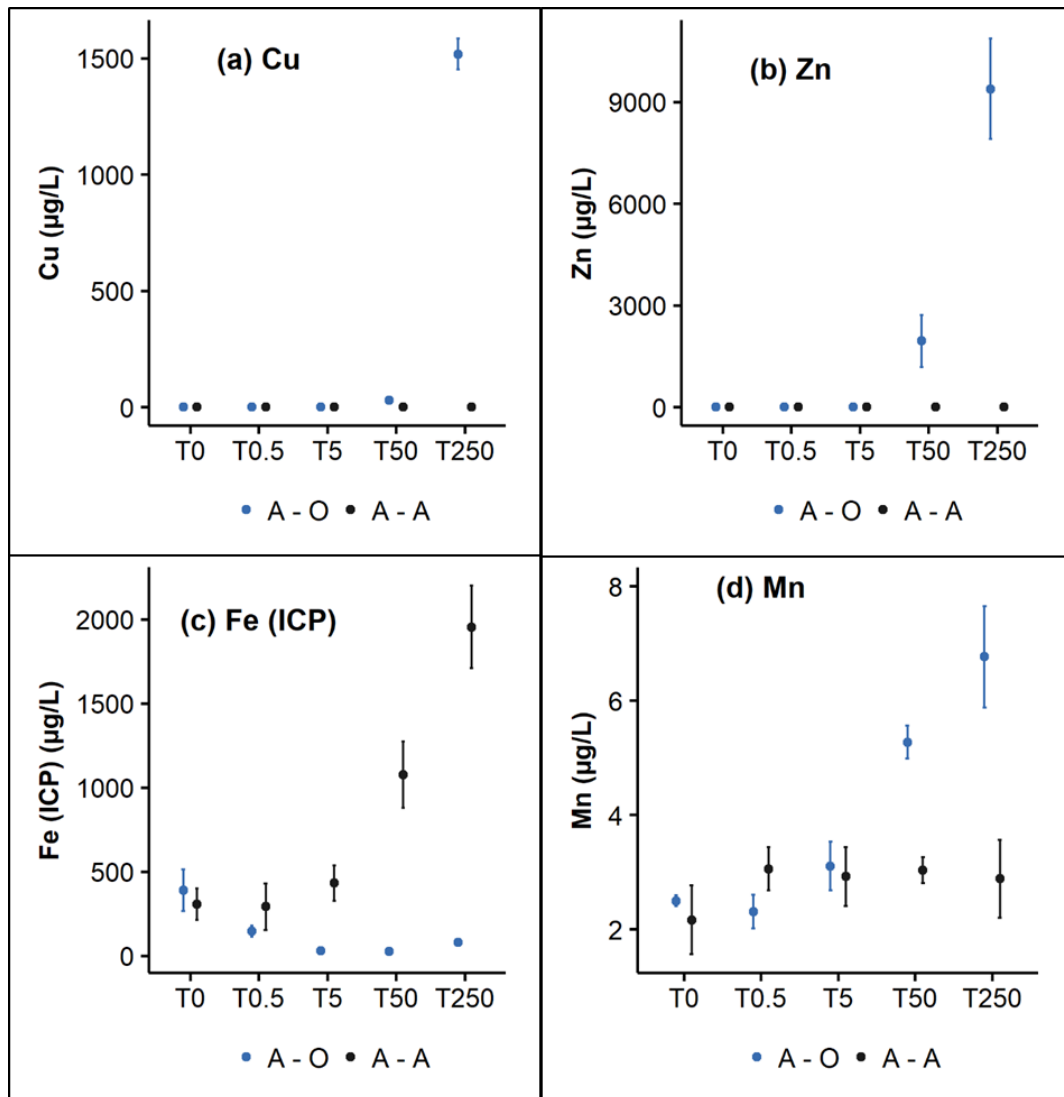 (a) Cu
Cu (µg/L)
1500
1000
500
0
T0 T0.5 T5 T50 T250
A - O A - A
(b) Zn
Zn (µg/L)
9000
6000
3000
0
T0 T0.5 T5 T50 T250
A - O A - A
(c) Fe (ICP)
Fe (ICP) (µg/L)
2000
1500
1000
500
0
T0 T0.5 T5 T50 T250
A - O A - A
(d) Mn
Mn (µg/L)
8
6
4
2
T0 T0.5 T5 T50 T250
A - O A - A